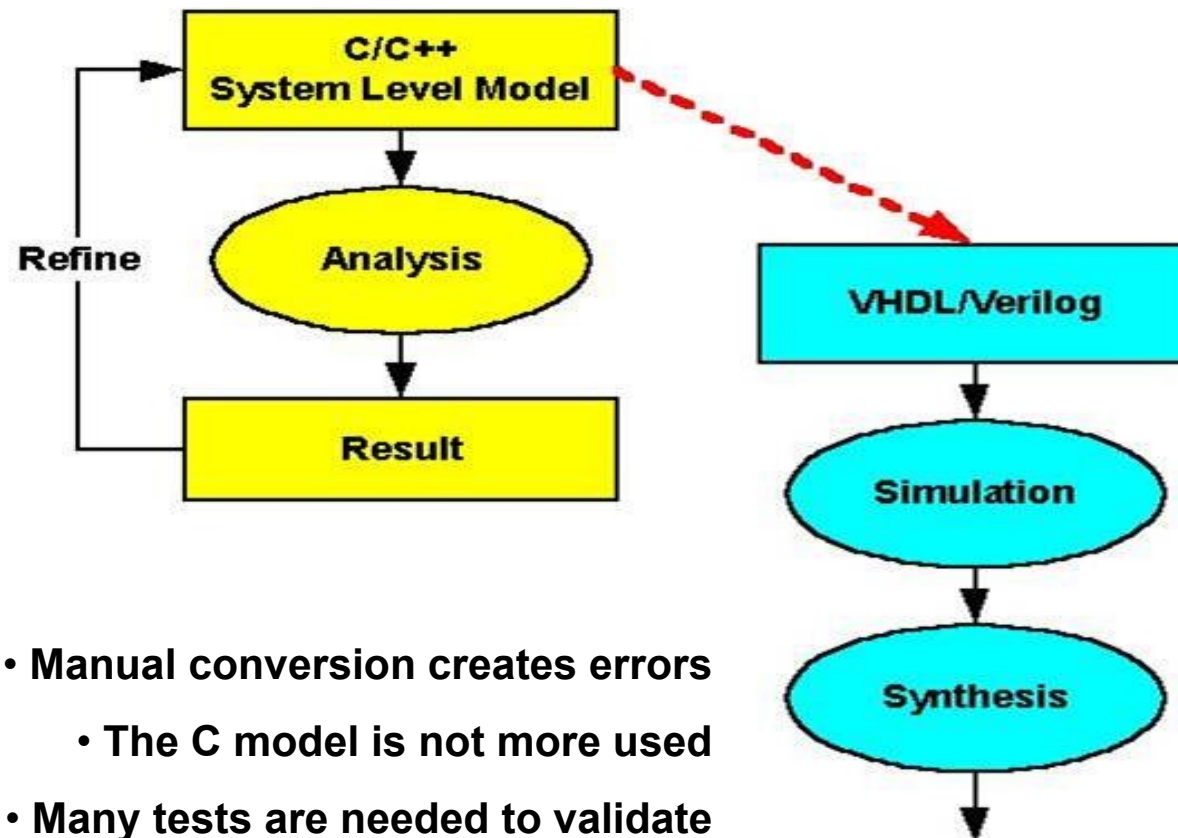 C/C++
System Level Model
Refine
Analysis
Result
VHDL/Verilog
Simulation
Synthesis
• Manual conversion creates errors
• The C model is not more used
• Many tests are needed to validate